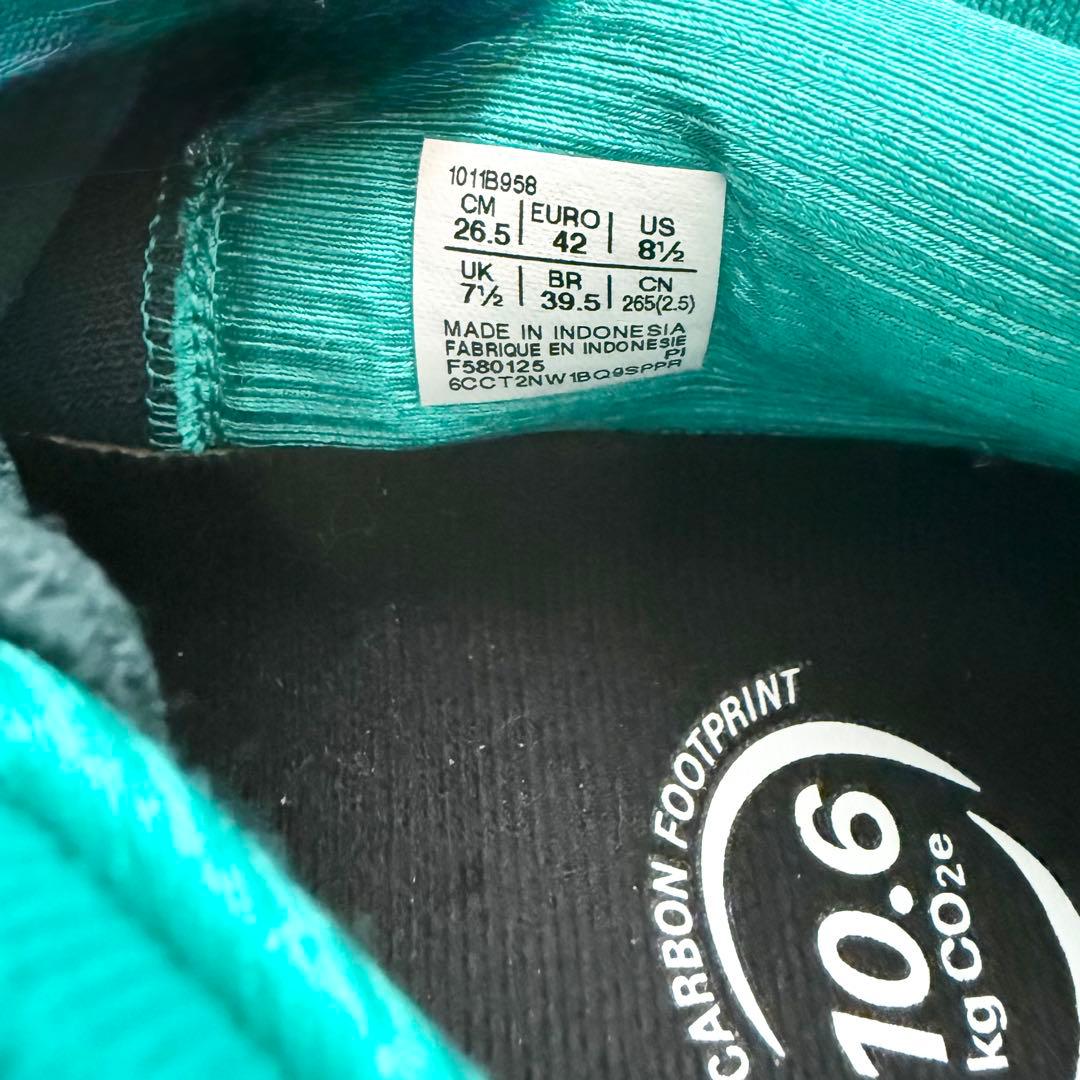 1011B958
CM | EURO | US
26.5 | 42 | 8½
UK | BR | CN
7½ | 39.5 | 265(2.5)
MADE IN INDONESIA
FABRIQUE EN INDONESIE
F580125 PI
6CCT2NW1BQ9SPPR
CARBON FOOTPRINT
10.6
kg CO2e